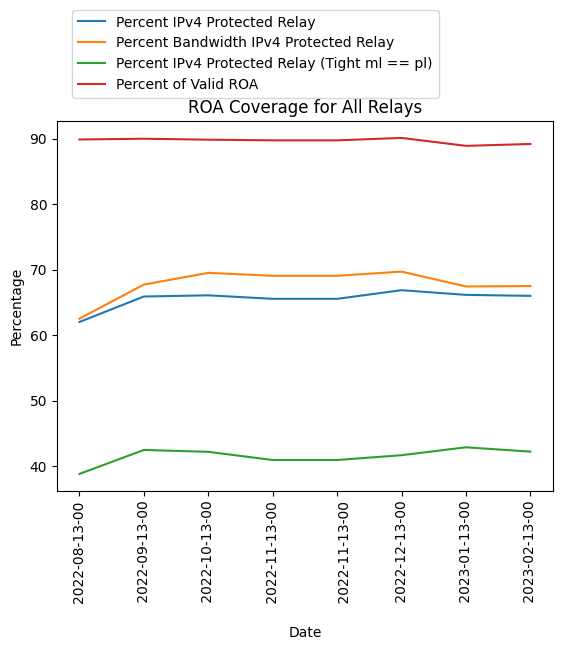 Percent IPv4 Protected Relay
Percent Bandwidth IPv4 Protected Relay
Percent IPv4 Protected Relay (Tight ml == pl)
Percent of Valid ROA
ROA Coverage for All Relays
90
80
70
60
50
40
Percentage
2022-08-13-00
2022-09-13-00
2022-10-13-00
2022-11-13-00
2022-11-13-00
2022-12-13-00
2023-01-13-00
2023-02-13-00
Date